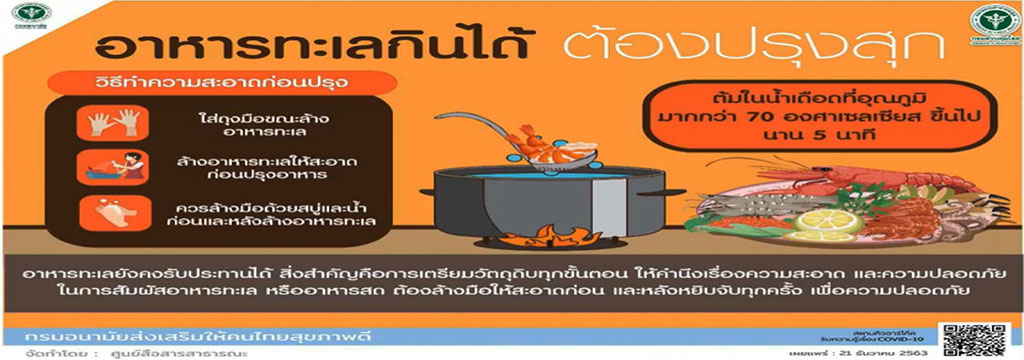 อาหารทะเลกินได้ ต้องปรุงสุก
วิธีทำความสะอาดก่อนปรุง
ใส่ถุงมือขณะล้าง
อาหารทะเล
ล้างอาหารทะเลให้สะอาด
ก่อนปรุงอาหาร
ควรล้างมือด้วยสบู่และน้ำ
ก่อนและหลังล้างอาหารทะเล
ต้มในน้ำเดือดที่อุณภูมิ
มากกว่า 70 องศาเซลเซียส ขึ้นไป
นาน 5 นาที
อาหารทะเลยังคงรับประทานได้ สิ่งสำคัญคือการเตรียมวัตถุดิบทุกขั้นตอน ให้คำนึงเรื่องความสะอาด และความปลอดภัย
ในการสัมผัสอาหารทะเล หรืออาหารสด ต้องล้างมือให้สะอาดก่อน และหลังหยิบจับทุกครั้ง เพื่อความปลอดภัย
กรมอนามัยส่งเสริมให้คนไทยสุขภาพดี
จัดทำโดย : ศูนย์สื่อสารสาธารณะ
สแกนคิวอาร์โค้ด
รับความรู้เรื่อง COVID-19
เผยแพร่ : 21 ธันวาคม 2563